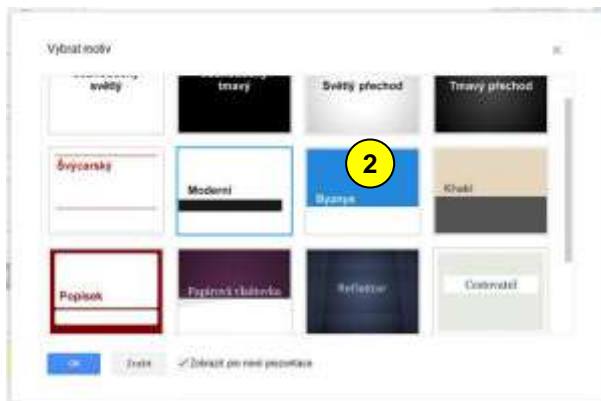 Vybrat motiv
×
světlý
tmavý
Světlý přechod
Tmavý přechod
Švýcarský
Moderní
2
Byznys
Khaki
Popisek
Papírová vlaštovka
Reflektor
Cestovatel
OK
Zrušit
Zobrazit pro nové prezentace